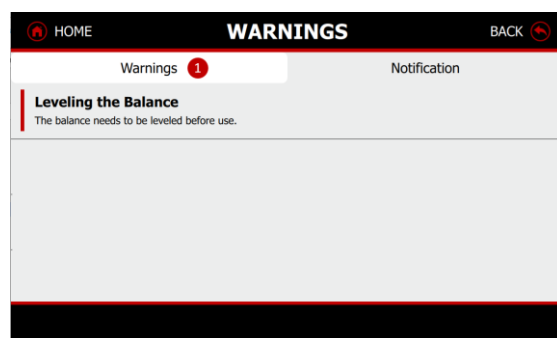 HOME WARNINGS BACK
Warnings 1 Notification
Leveling the Balance
The balance needs to be leveled before use.